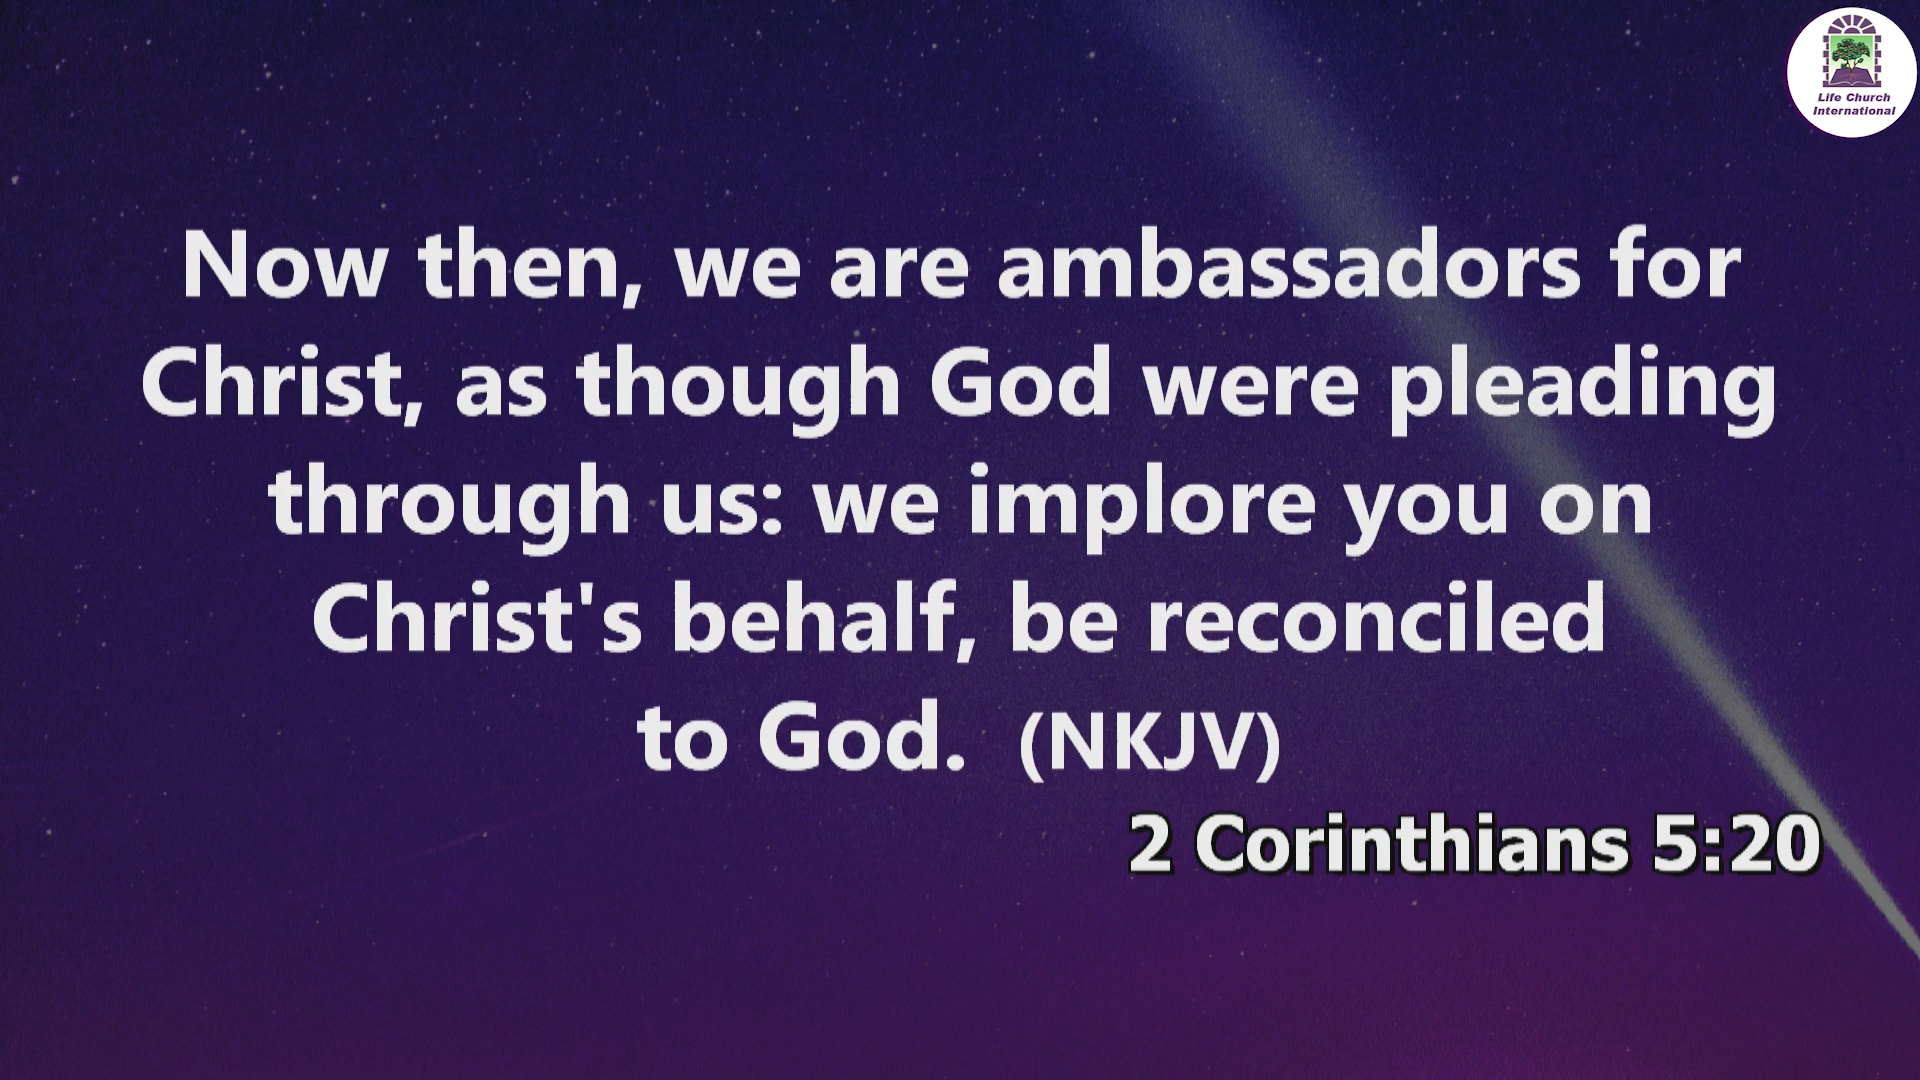 Life Church
International
Now then, we are ambassadors for
Christ, as though God were pleading
through us: we implore you on
Christ's behalf, be reconciled
to God. (NKJV)
2 Corinthians 5:20